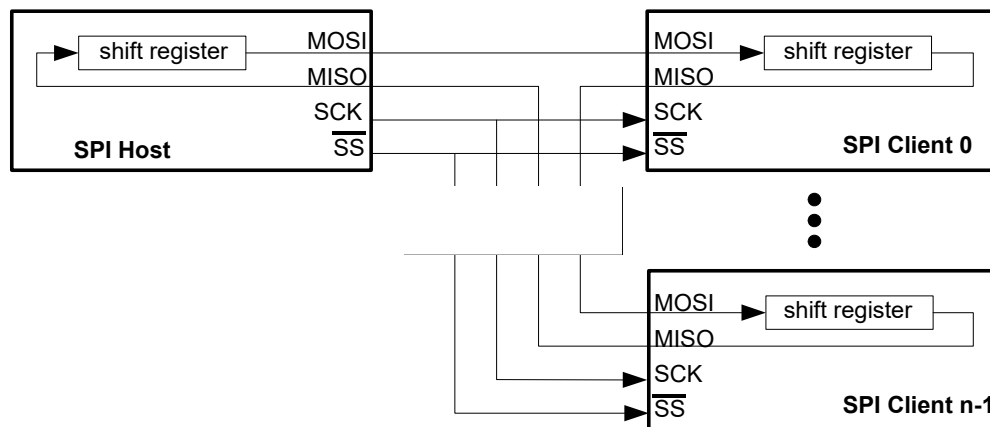 shift register
MOSI
MISO
SCK
SS
SPI Host
MOSI
shift register
MISO
SCK
SS
SPI Client 0
MOSI
shift register
MISO
SCK
SS
SPI Client n-1